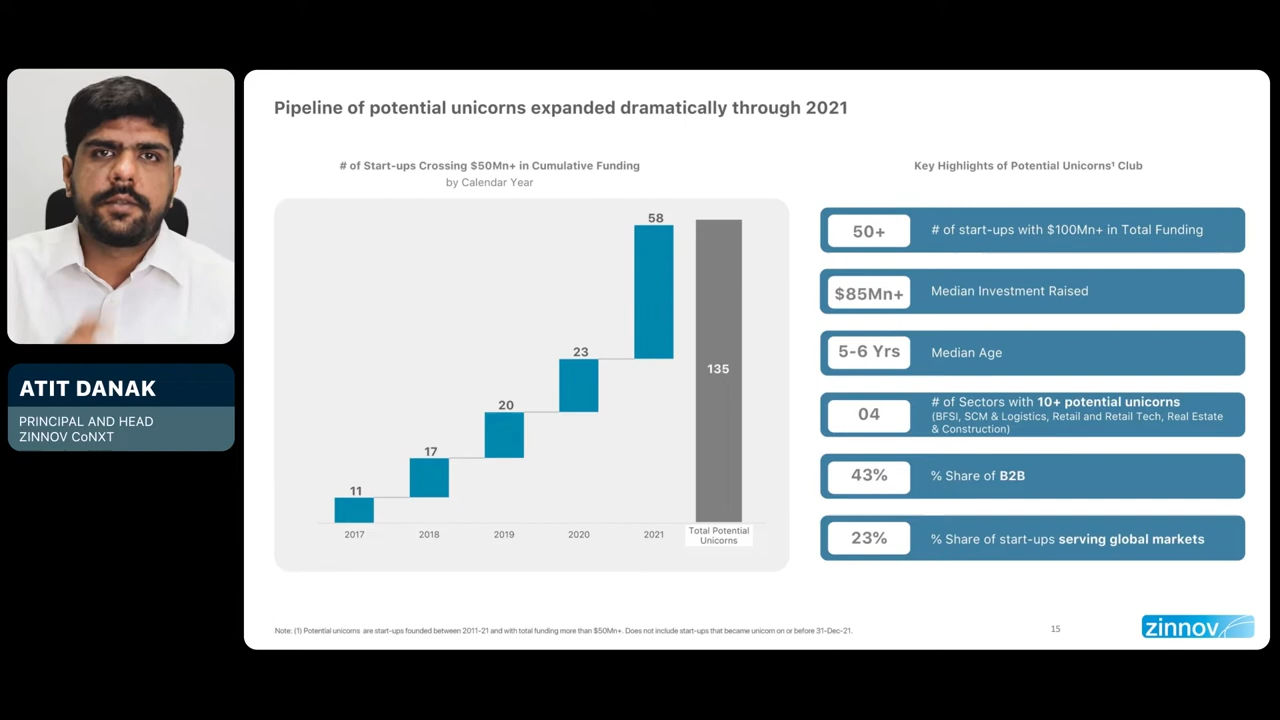 Pipeline of potential unicorns expanded dramatically through 2021
# of Start-ups Crossing $50Mn+ in Cumulative Funding
by Calendar Year
58
23
20
17
11
135
2017
2018
2019
2020
2021
Total Potential
Unicorns
Key Highlights of Potential Unicorns¹ Club
50+
# of start-ups with $100Mn+ in Total Funding
$85Mn+
Median Investment Raised
5-6 Yrs
Median Age
04
# of Sectors with 10+ potential unicorns
(BFSI, SCM & Logistics, Retail and Retail Tech, Real Estate
& Construction)
43%
% Share of B2B
23%
% Share of start-ups serving global markets
ATIT DANAK
PRINCIPAL AND HEAD
ZINNOV CoNXT
Note: (1) Potential unicorns are start-ups founded between 2011-21 and with total funding more than $50Mn+. Does not include start-ups that became unicorn on or before 31-Dec-21.
15
zinnov